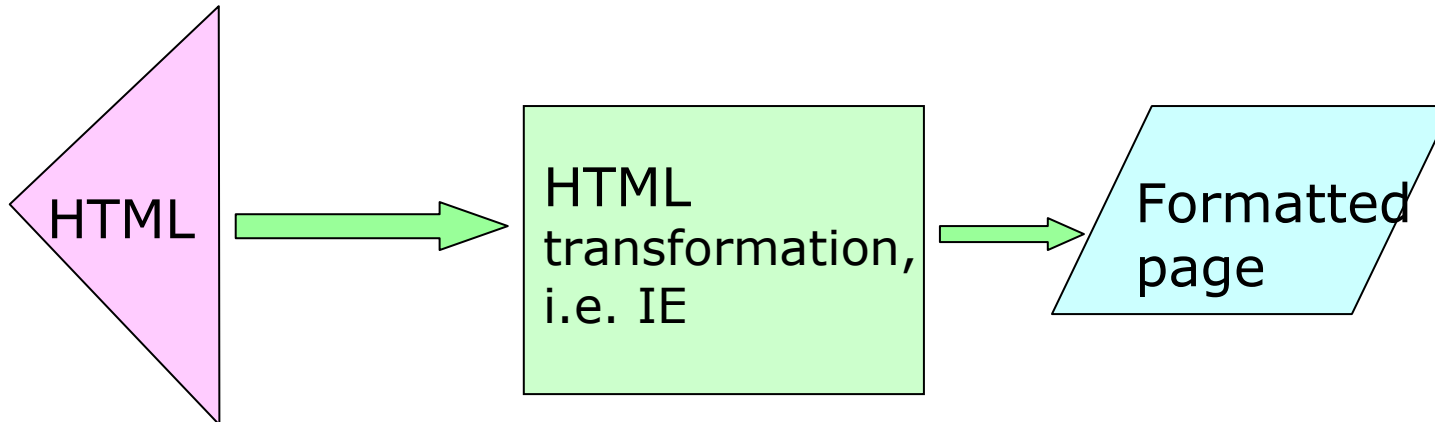 HTML
HTML
transformation,
i.e. IE
Formatted
page